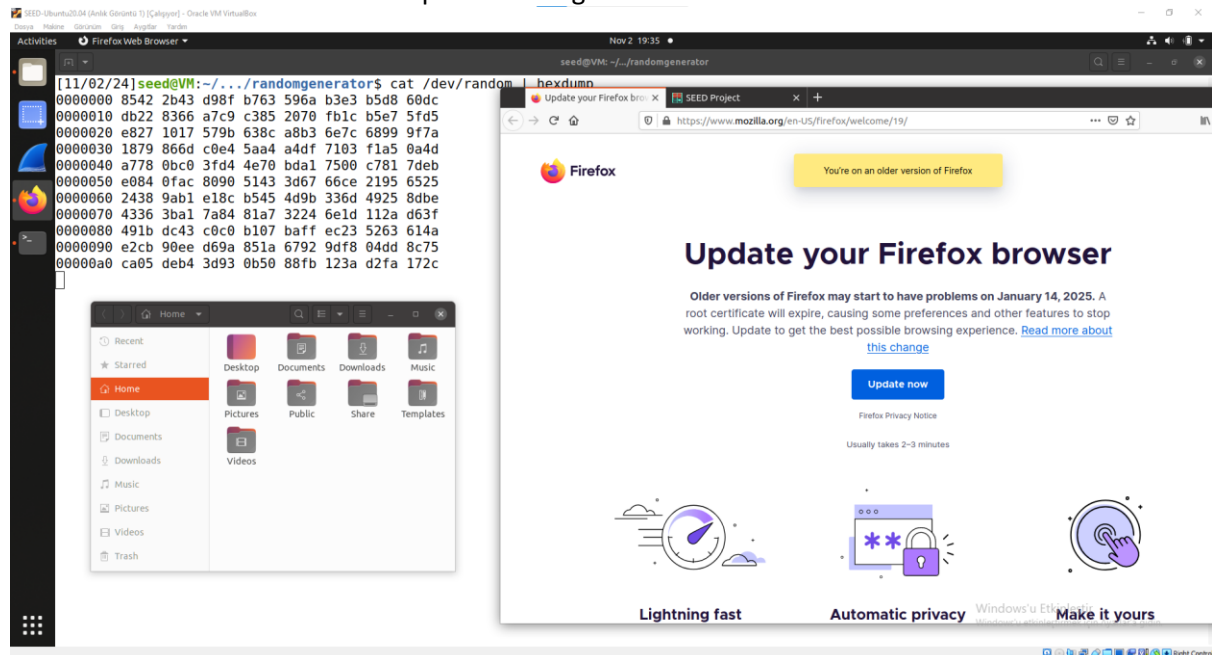 SEED-Ubuntu20.04 (Anlık Görüntü 1) [Çalışıyor] - Oracle VM VirtualBox
Dosya Makine Görünüm Giriş Aygıtlar Yardım
Activities Firefox Web Browser
Nov 2 19:35
seed@VM: ~/.../randomgenerator
[11/02/24]seed@VM:~/.../randomgenerator$ cat /dev/random | hexdump
0000000 8542 2b43 d98f b763 596a b3e3 b5d8 60dc
0000010 db22 8366 a7c9 c385 2070 fb1c b5e7 5fd5
0000020 e827 1017 579b 638c a8b3 6e7c 6899 9f7a
0000030 1879 866d c0e4 5aa4 a4df 7103 f1a5 0a4d
0000040 a778 0bc0 3fd4 4e70 bda1 7500 c781 7deb
0000050 e084 0fac 8090 5143 3d67 66ce 2195 6525
0000060 2438 9ab1 e18c b545 4d9b 336d 4925 8dbe
0000070 4336 3ba1 7a84 81a7 3224 6e1d 112a d63f
0000080 491b dc43 c0c0 b107 baff ec23 5263 614a
0000090 e2cb 90ee d69a 851a 6792 9df8 04dd 8c75
00000a0 ca05 deb4 3d93 0b50 88fb 123a d2fa 172c
Home
Recent
Starred
Home
Desktop
Documents
Downloads
Music
Pictures
Videos
Trash
Desktop Documents Downloads Music
Pictures Public Share Templates
Videos
Update your Firefox brow SEED Project
https://www.mozilla.org/en-US/firefox/welcome/19/
Firefox
You're on an older version of Firefox
Update your Firefox browser
Older versions of Firefox may start to have problems on January 14, 2025. A
root certificate will expire, causing some preferences and other features to stop
working. Update to get the best possible browsing experience. Read more about
this change
Update now
Firefox Privacy Notice
Usually takes 2–3 minutes
Lightning fast Automatic privacy Make it yours
Windows'u Etkinleştir
Right Control